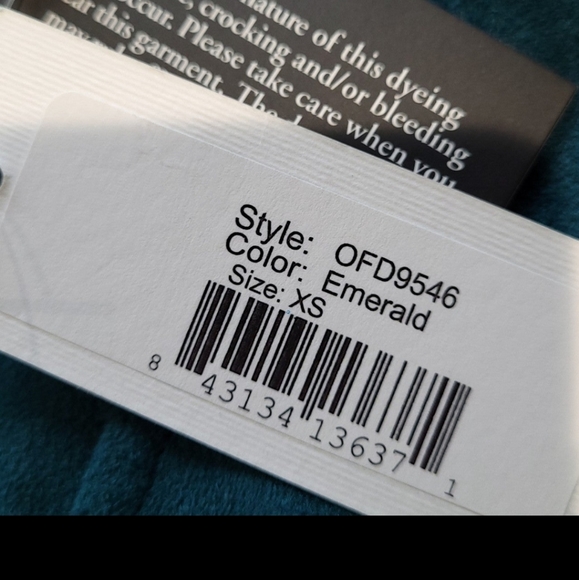 nature of this dyeing
occur. Please, crocking and/or bleeding
this garment. Please take care when you
Style: OFD9546
Color: Emerald
Size: XS
8 43134 13637 1